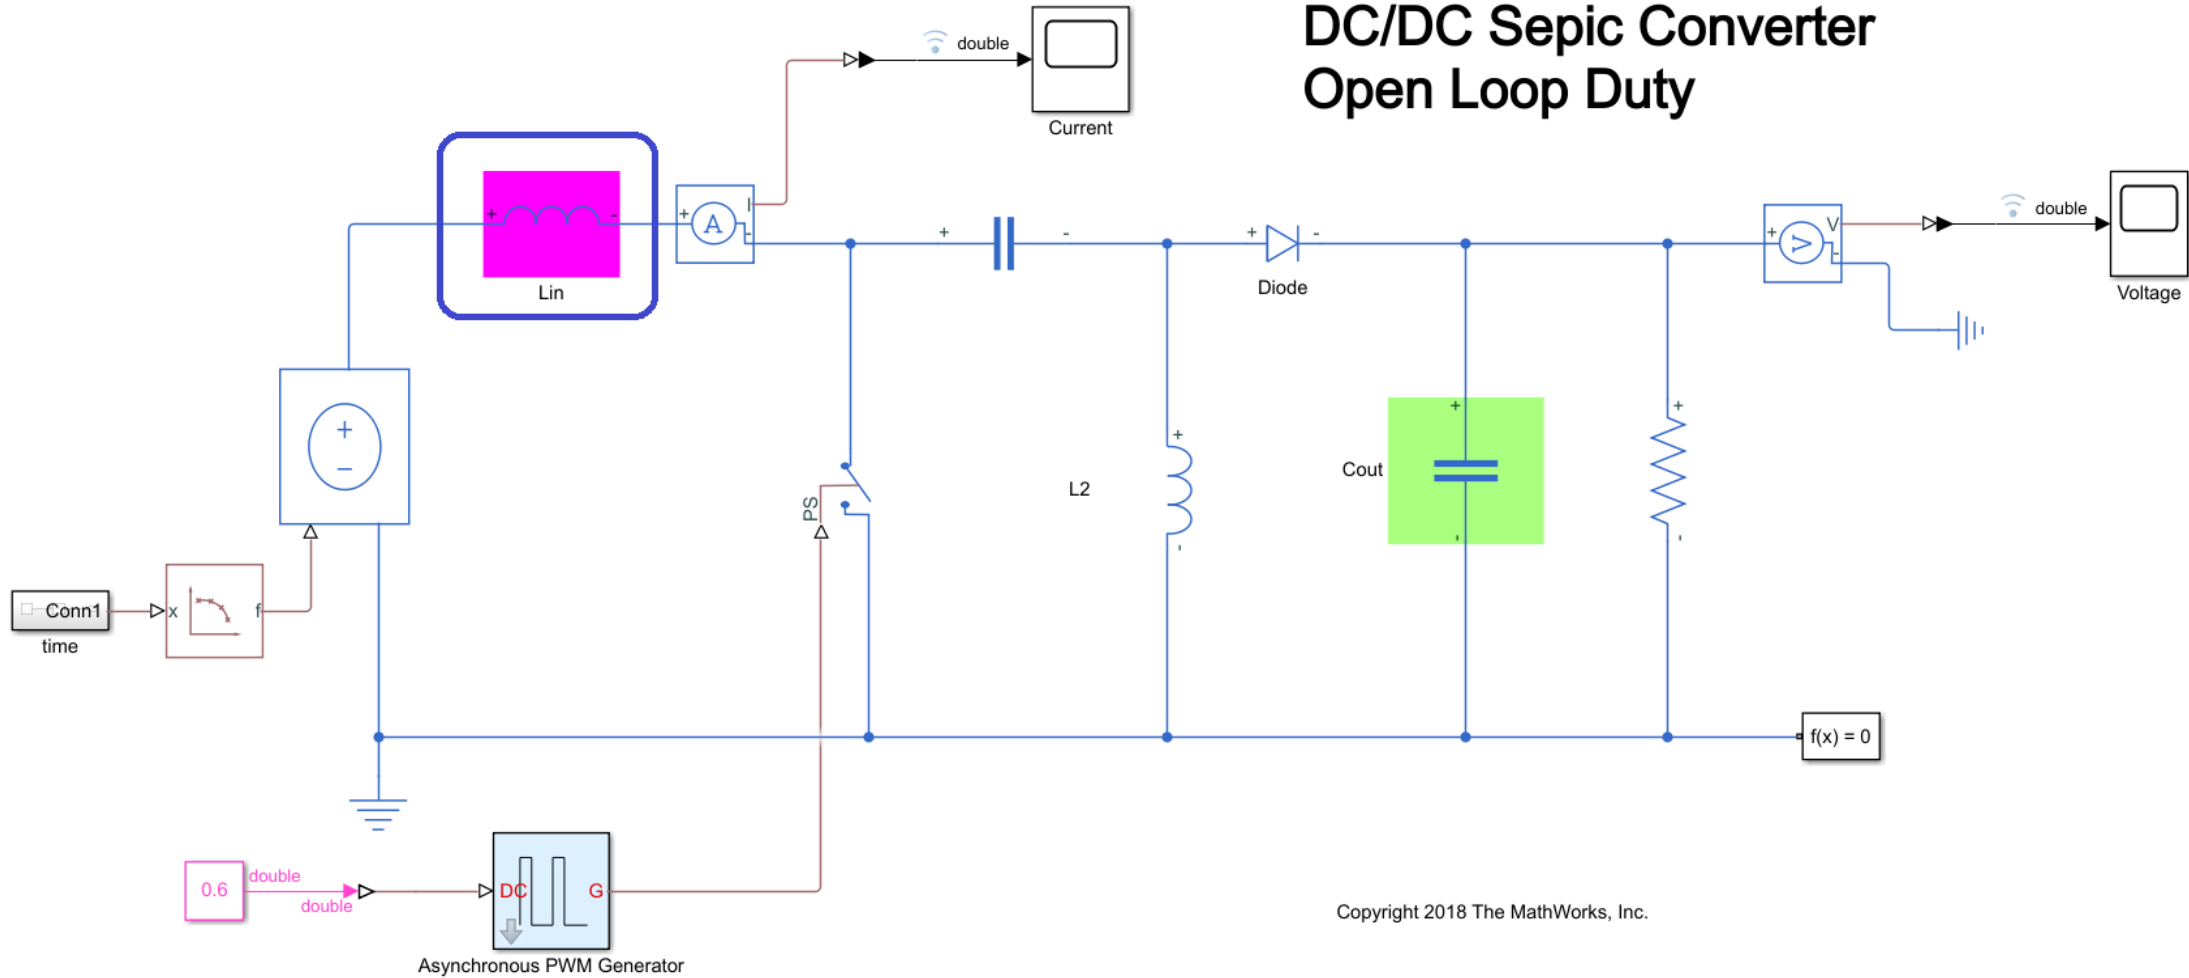 DC/DC Sepic Converter
Open Loop Duty
double
Current
+
-
Lin
+
A
I
-
+
-
+
-
Diode
+
V
V
-
double
Voltage
+
−
+
-
Cout
+
-
L2
+
-
PS
Conn1
time
x
f
f(x) = 0
0.6
double
double
DC
G
Asynchronous PWM Generator
Copyright 2018 The MathWorks, Inc.